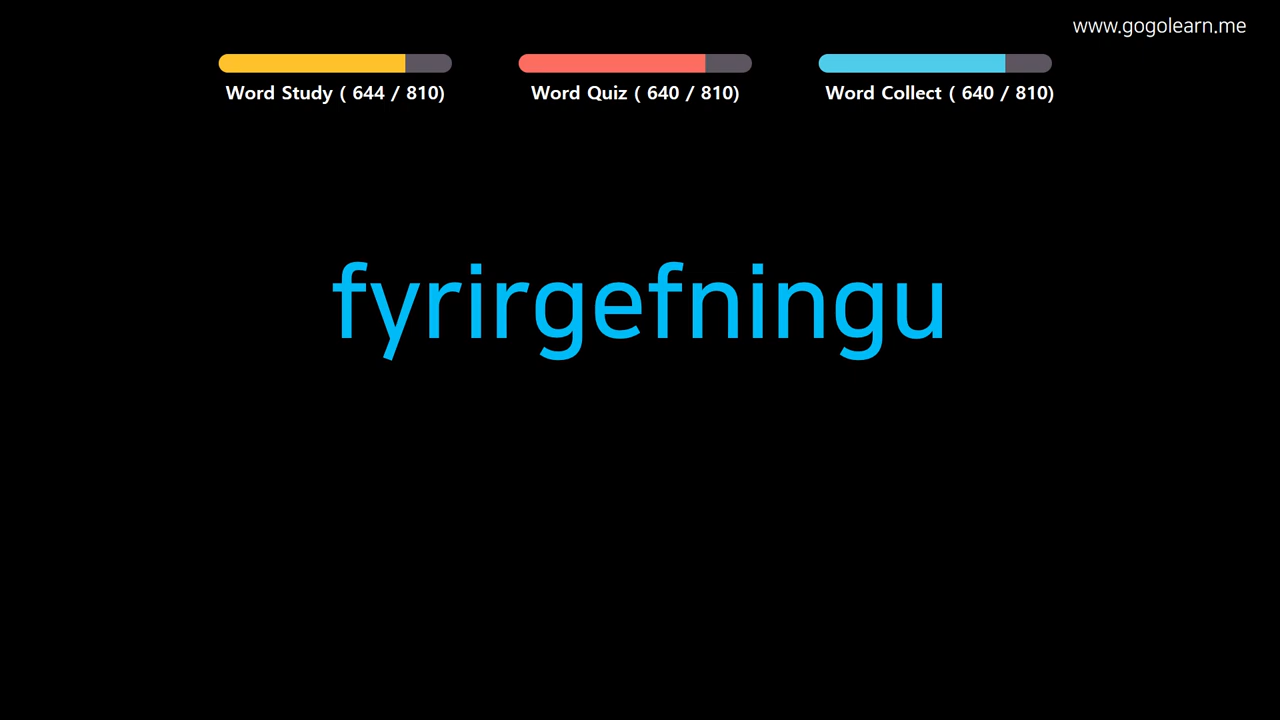 www.gogolearn.me
Word Study ( 644 / 810)
Word Quiz ( 640 / 810)
Word Collect ( 640 / 810)
fyrirgefningu